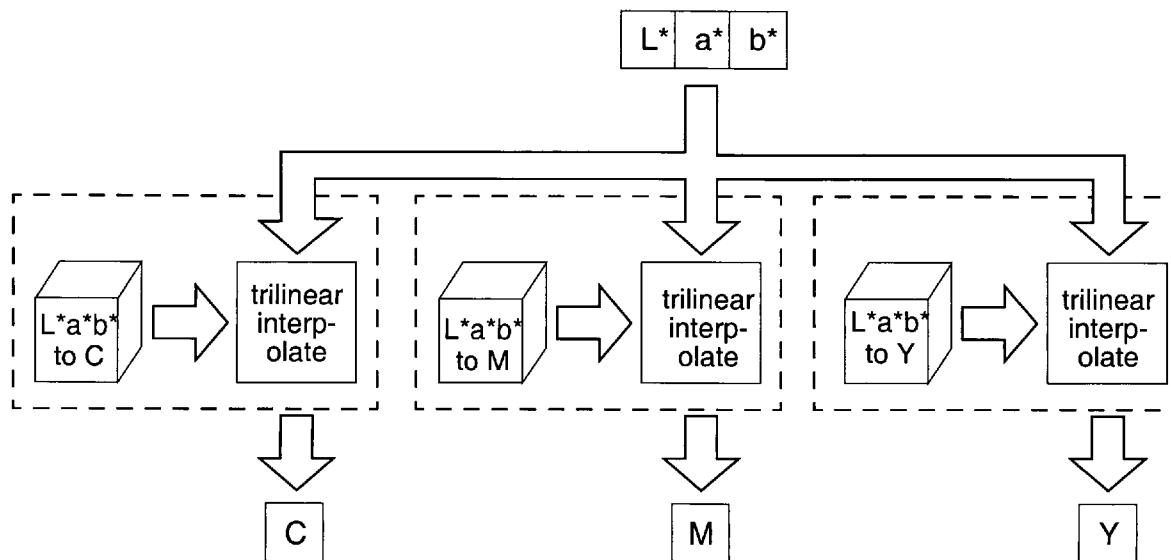 L* a* b*
L*a*b*
to C
trilinear
interp-
olate
L*a*b*
to M
trilinear
interp-
olate
L*a*b*
to Y
trilinear
interp-
olate
C
M
Y